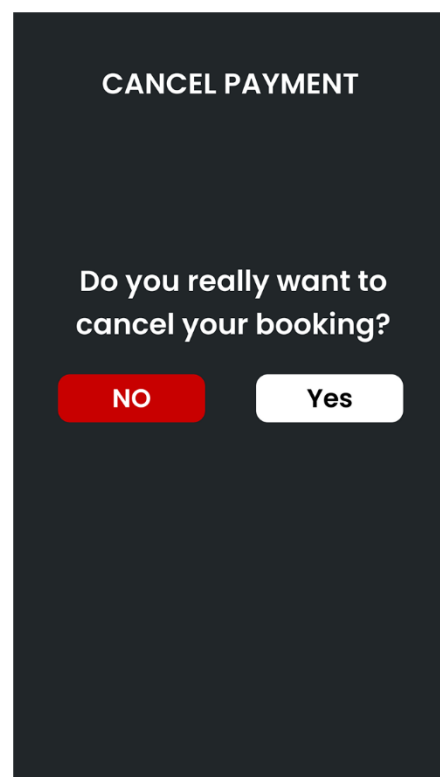 CANCEL PAYMENT
Do you really want to
cancel your booking?
NO
Yes